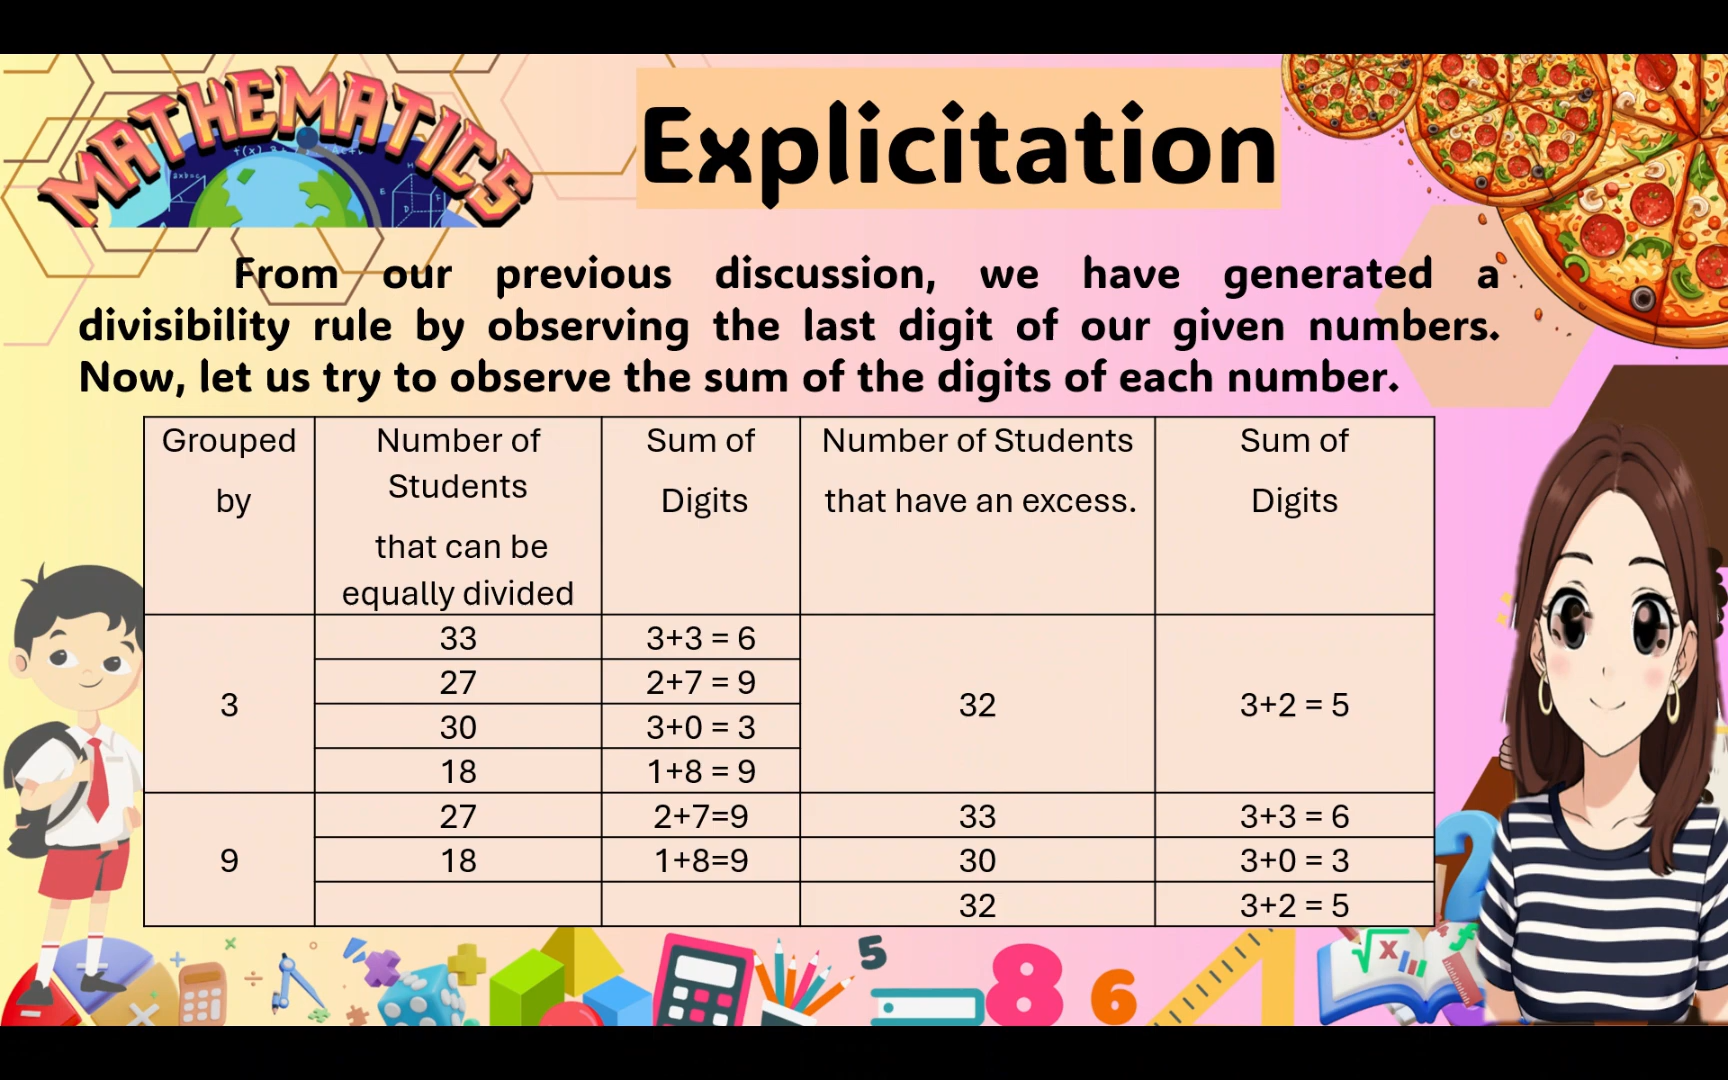 MATHEMATICS
Explicitation
From our previous discussion, we have generated a
divisibility rule by observing the last digit of our given numbers.
Now, let us try to observe the sum of the digits of each number.
Grouped by
Number of Students that can be equally divided
Sum of Digits
Number of Students that have an excess.
Sum of Digits
3
33
3+3 = 6
27
2+7 = 9
30
3+0 = 3
18
1+8 = 9
32
3+2 = 5
9
27
2+7=9
33
3+3 = 6
18
1+8=9
30
3+0 = 3
32
3+2 = 5
2
5
8
6
√x
f